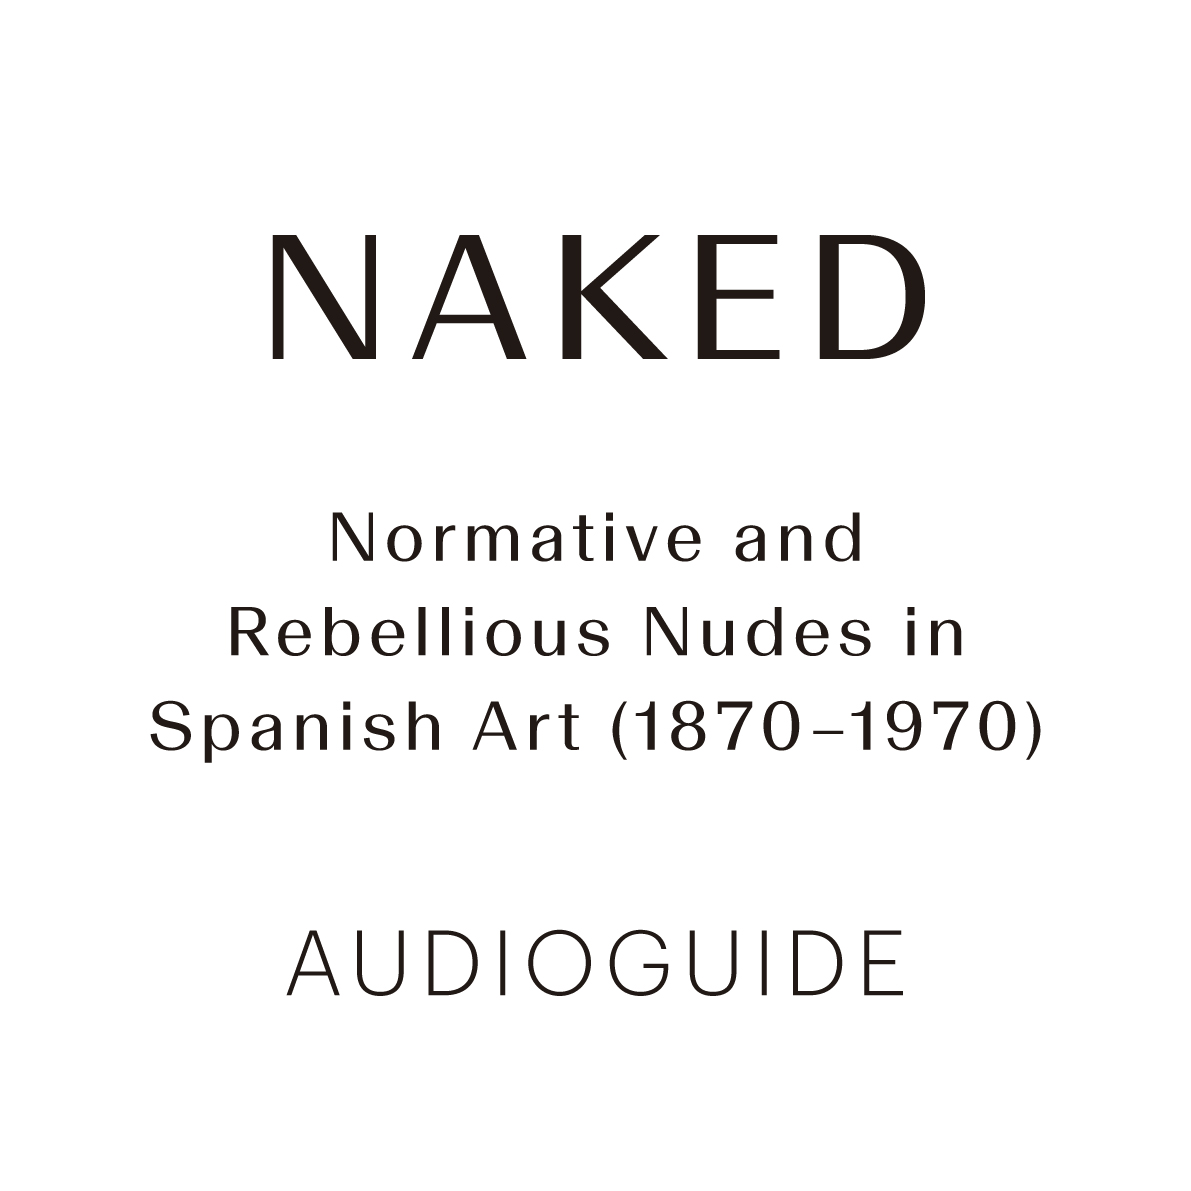 NAKED
Normative and
Rebellious Nudes in
Spanish Art (1870–1970)
AUDIOGUIDE